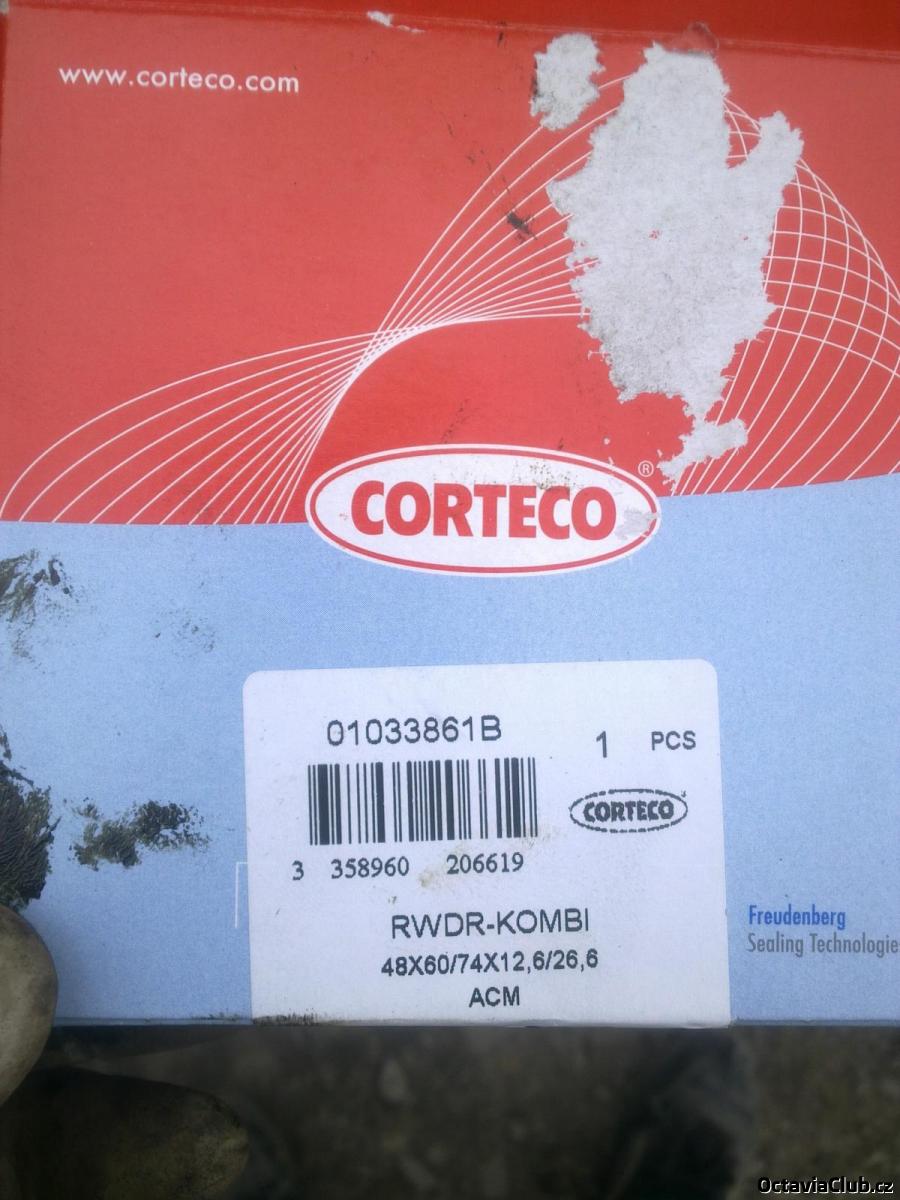 www.corteco.com
CORTECO®
01033861B
1 PCS
CORTECO
3 358960 206619
RWDR-KOMBI
48X60/74X12,6/26,6
ACM
Freudenberg
Sealing Technologie
OctaviaClub.cz